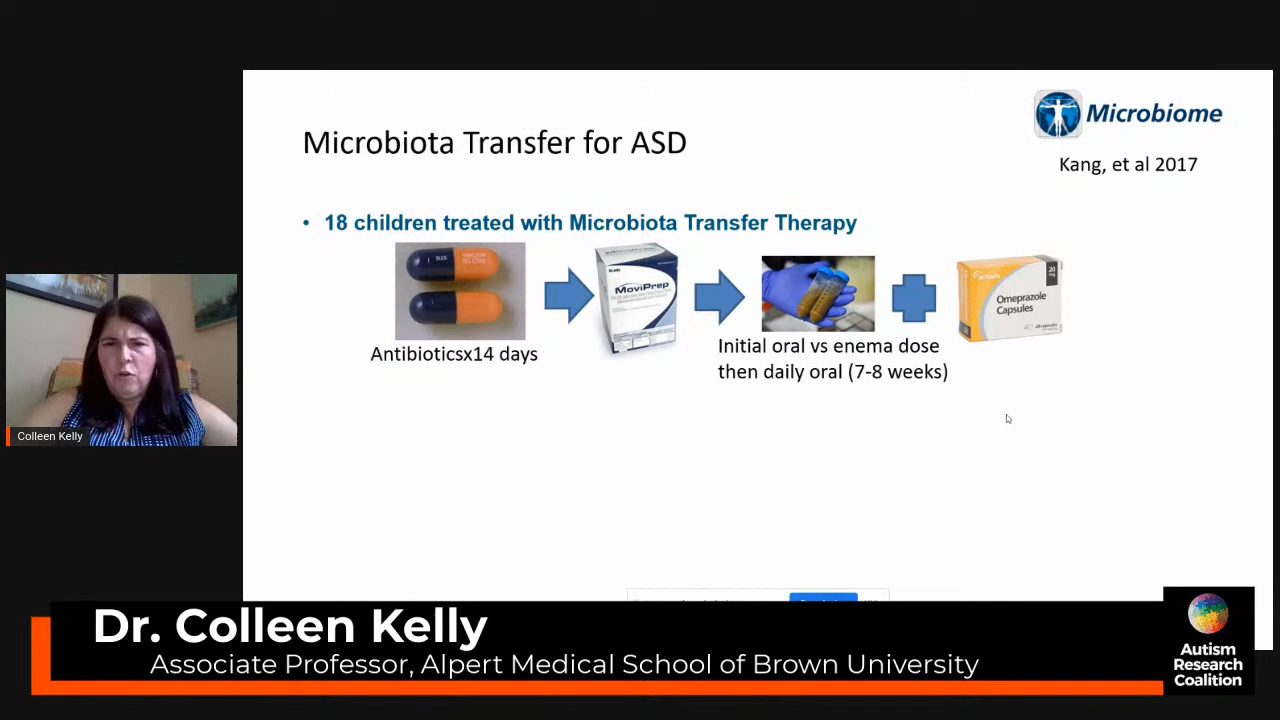 Microbiome
Kang, et al 2017
Microbiota Transfer for ASD
• 18 children treated with Microbiota Transfer Therapy
MoviPrep
20
Omeprazole
Capsules
Antibioticsx14 days
Initial oral vs enema dose
then daily oral (7-8 weeks)
Colleen Kelly
Dr. Colleen Kelly
Associate Professor, Alpert Medical School of Brown University
Autism
Research
Coalition